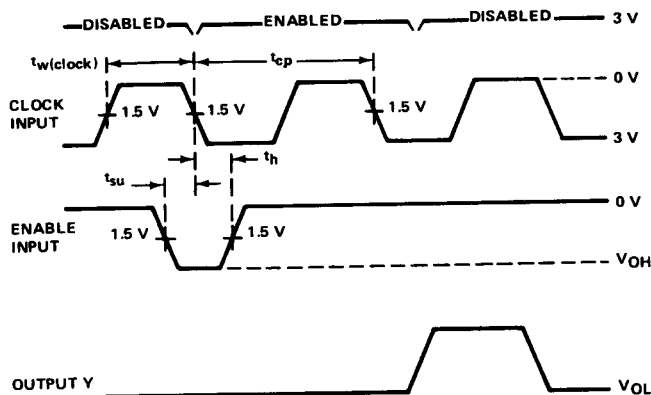 DISABLED ENABLED DISABLED 3 V
tw(clock) tcp 0 V
CLOCK
INPUT 1.5 V 1.5 V 1.5 V
3 V
th
tsu
0 V
ENABLE
INPUT 1.5 V 1.5 V
VOH
OUTPUT Y VOL